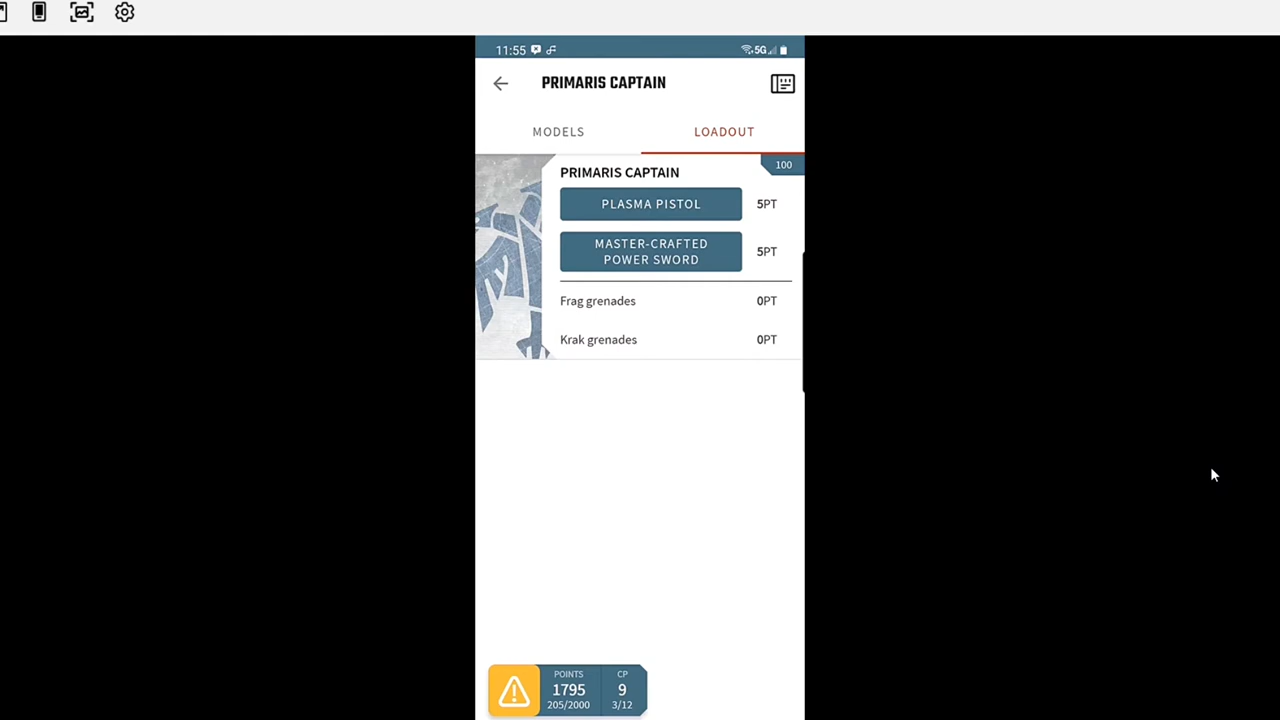 11:55
5G
PRIMARIS CAPTAIN
MODELS
LOADOUT
100
PRIMARIS CAPTAIN
PLASMA PISTOL
5PT
MASTER-CRAFTED
POWER SWORD
5PT
Frag grenades
0PT
Krak grenades
0PT
POINTS
1795
205/2000
CP
9
3/12